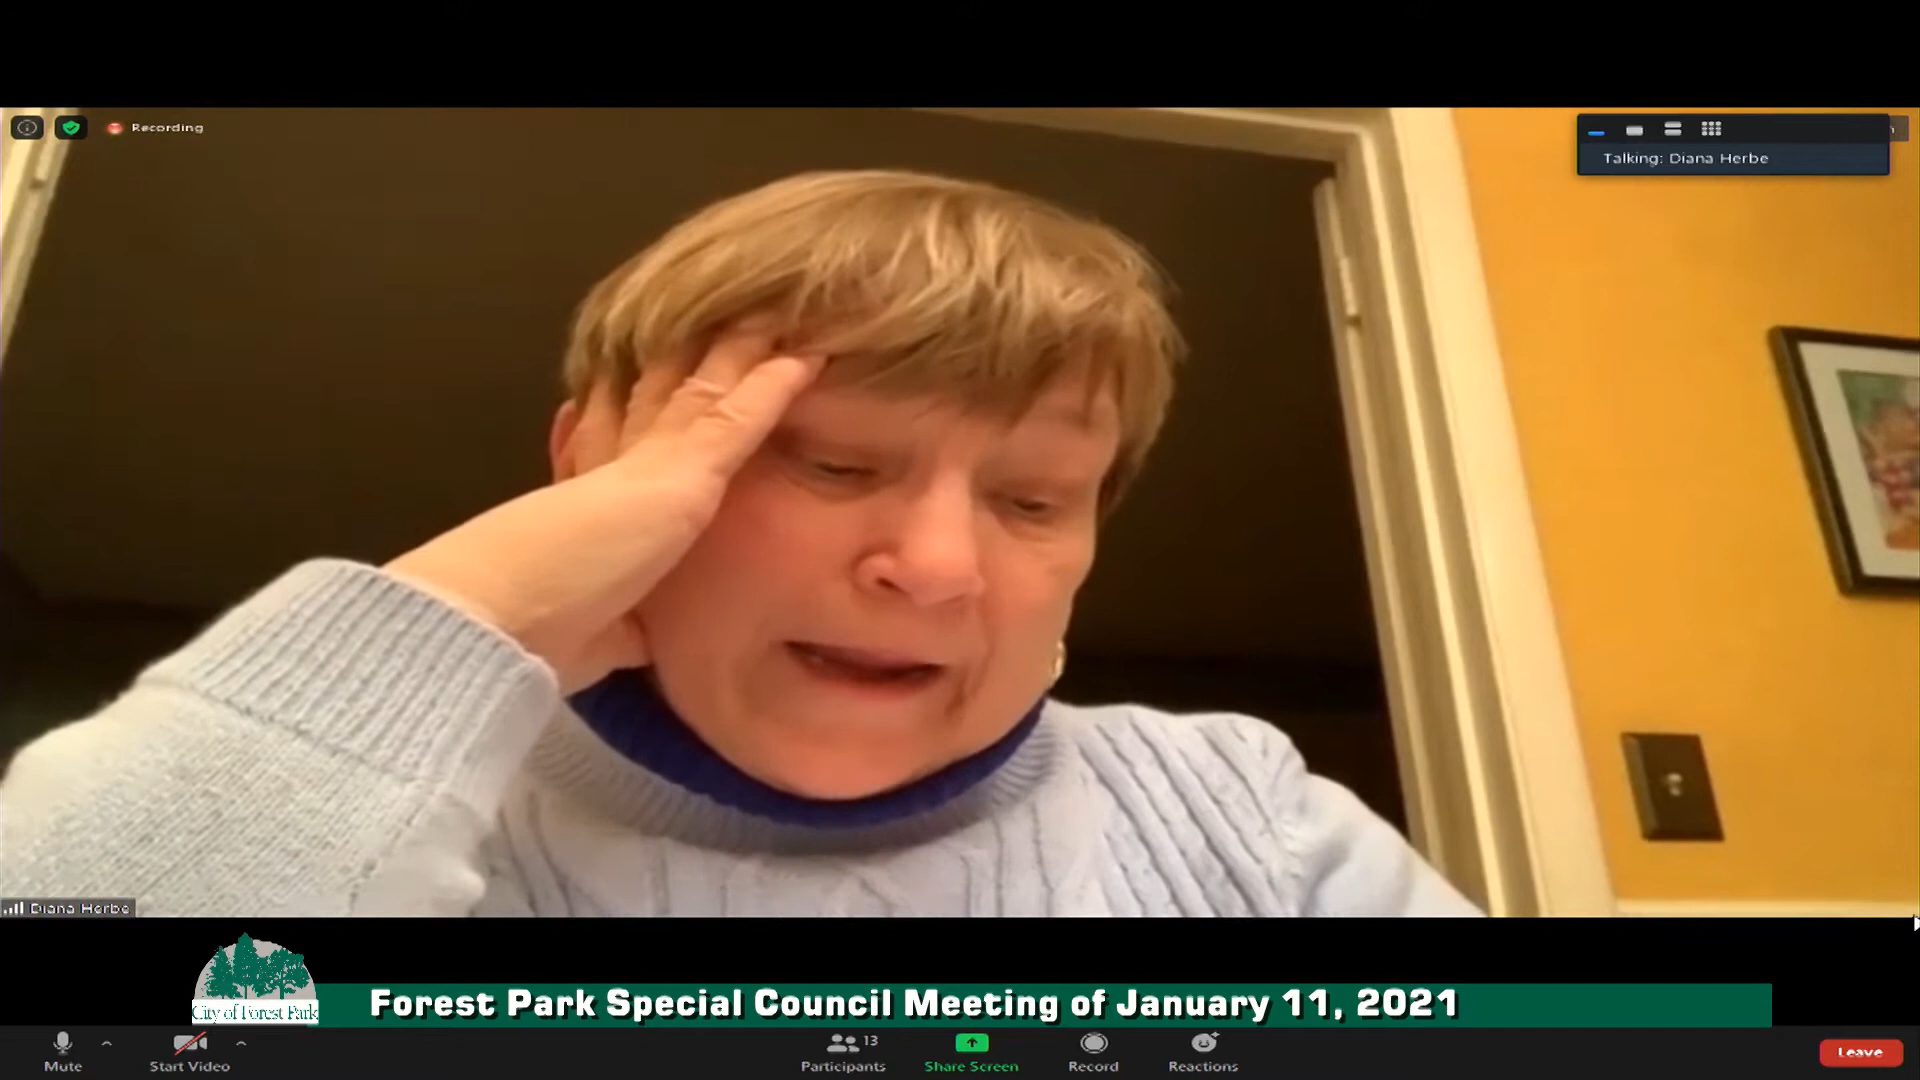 Recording
Talking: Diana Herbe
Diana Herbe
City of Forest Park
Forest Park Special Council Meeting of January 11, 2021
Mute
Start Video
Participants
13
Share Screen
Record
Reactions
Leave